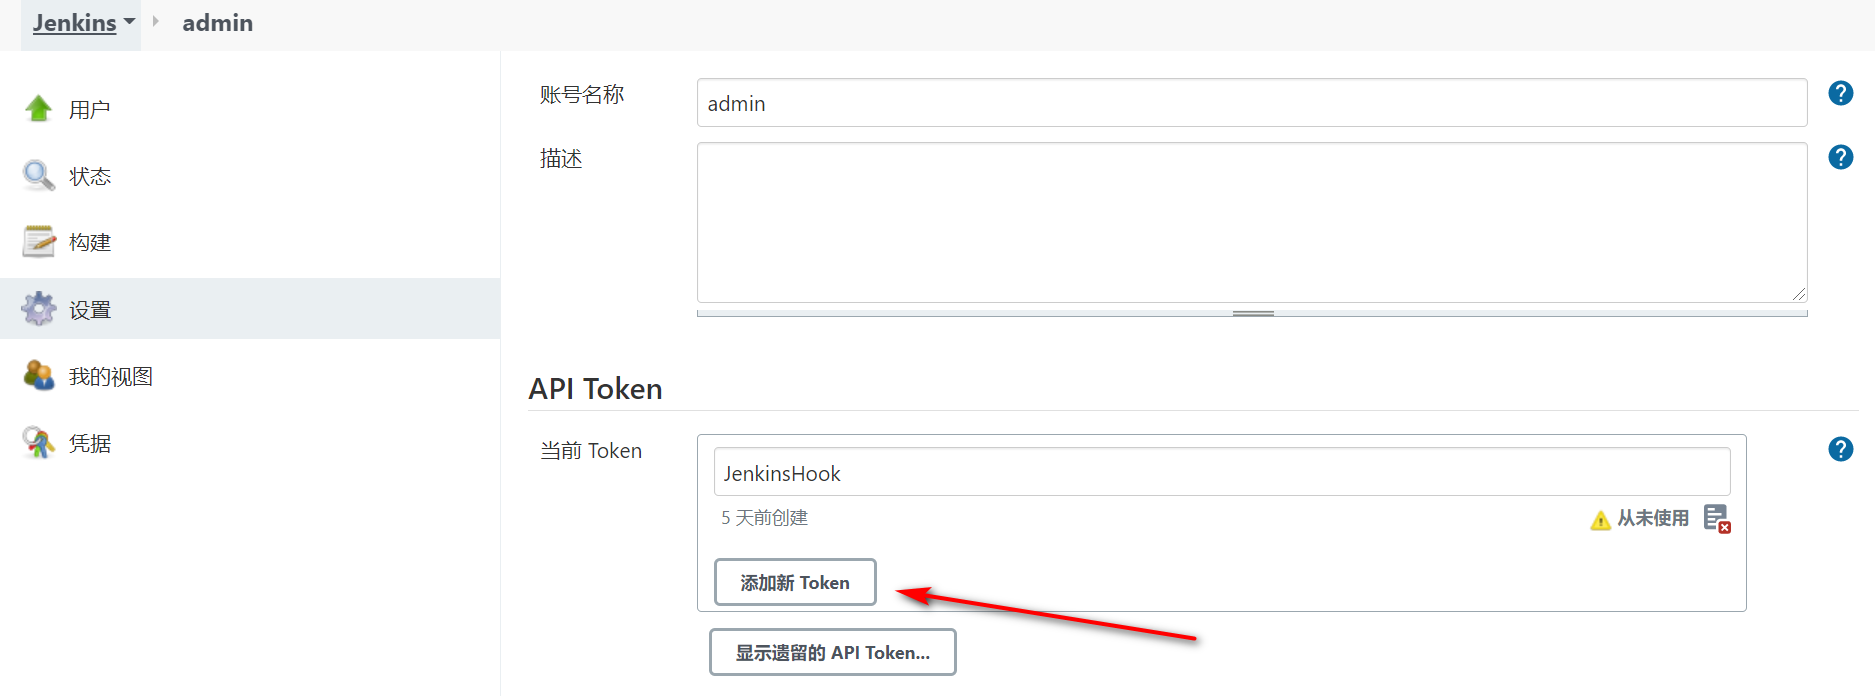 Jenkins admin
用户
状态
构建
设置
我的视图
凭据
账号名称
admin
描述
API Token
当前 Token
JenkinsHook
5 天前创建
从未使用
添加新 Token
显示遗留的 API Token...